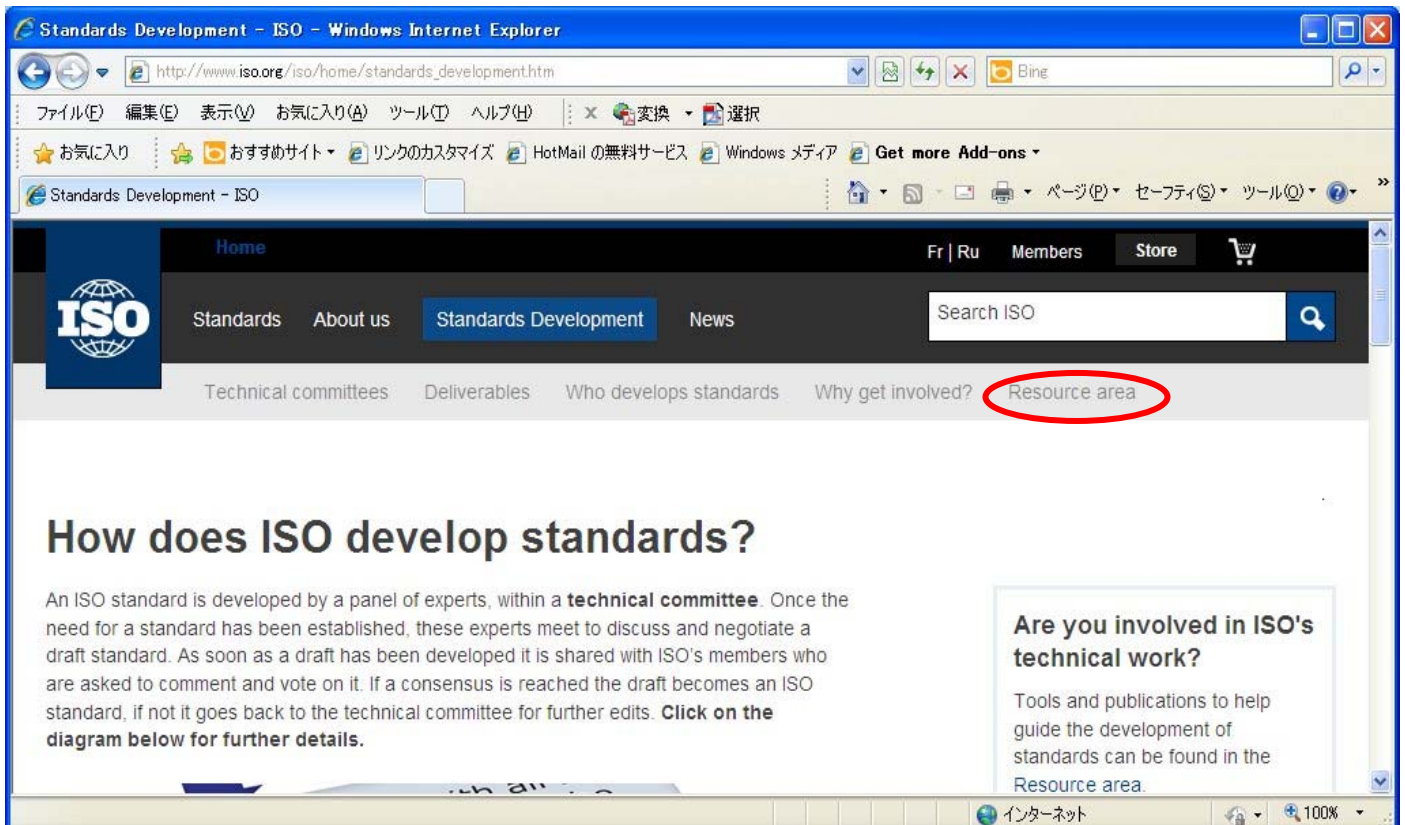 Standards Development - ISO - Windows Internet Explorer
http://www.iso.org/iso/home/standards_development.htm
Bing
ファイル(F) 編集(E) 表示(V) お気に入り(A) ツール(T) ヘルプ(H) x 変換 選択
お気に入り おすすめサイト リンクのカスタマイズ HotMail の無料サービス Windows メディア Get more Add-ons
Standards Development - ISO
ページ(P) セーフティ(S) ツール(O) »
Home Fr | Ru Members Store
ISO
Standards About us Standards Development News Search ISO
Technical committees Deliverables Who develops standards Why get involved? Resource area
How does ISO develop standards?
An ISO standard is developed by a panel of experts, within a technical committee. Once the
need for a standard has been established, these experts meet to discuss and negotiate a
draft standard. As soon as a draft has been developed it is shared with ISO's members who
are asked to comment and vote on it. If a consensus is reached the draft becomes an ISO
standard, if not it goes back to the technical committee for further edits. Click on the
diagram below for further details.
Are you involved in ISO's
technical work?
Tools and publications to help
guide the development of
standards can be found in the
Resource area.
インターネット 100%